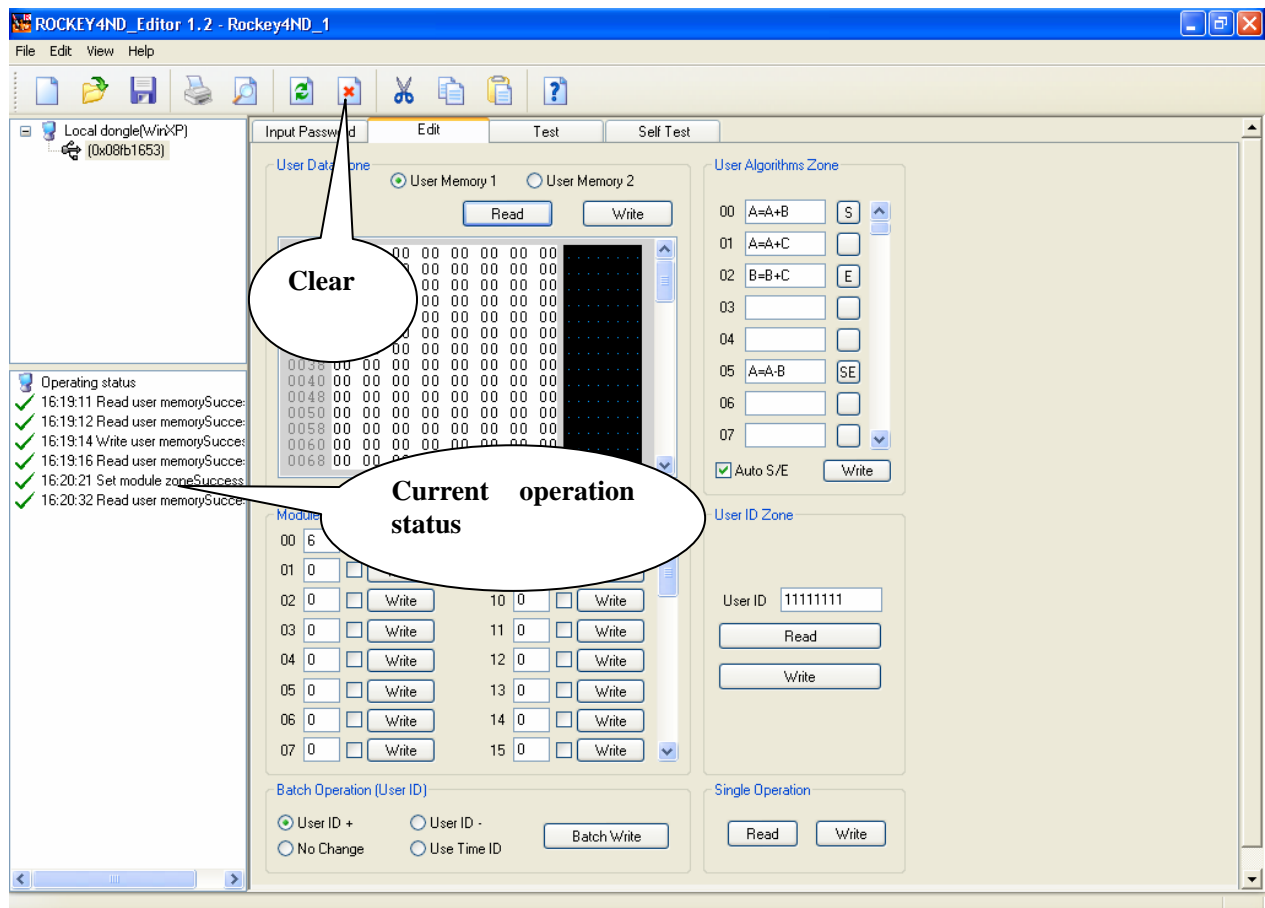 ROCKEY4ND_Editor 1.2 - Rockey4ND_1
File Edit View Help
Local dongle(WinXP)
(0x08fb1653)
Operating status
16:19:11 Read user memorySucce
16:19:12 Read user memorySucce
16:19:14 Write user memorySucces
16:19:16 Read user memorySucce
16:20:21 Set module zoneSuccess
16:20:32 Read user memorySucce
Input Password Edit Test Self Test
User Data Zone
User Memory 1 User Memory 2
Read Write
Clear
00 00 00 00 00 00
00 00 00 00 00 00
00 00 00 00 00
00 00 00 00 00
00 00 00 00 00
00 00 00 00 00
00 00 00 00 00 00
0038 00 00 00 00 00 00 00 00
0040 00 00 00 00 00 00 00 00
0048 00 00 00 00 00 00 00 00
0050 00 00 00 00 00 00 00 00
0058 00 00 00 00 00 00 00 00
0060 00 00 00 00 00 00 00 00
0068 00 00
Current operation
status
Module
00 6
01 0
02 0 Write 10 0 Write
03 0 Write 11 0 Write
04 0 Write 12 0 Write
05 0 Write 13 0 Write
06 0 Write 14 0 Write
07 0 Write 15 0 Write
User Algorithms Zone
00 A=A+B S
01 A=A+C
02 B=B+C E
03
04
05 A=A-B SE
06
07
Auto S/E Write
User ID Zone
User ID 11111111
Read
Write
Batch Operation (User ID)
User ID + User ID -
No Change Use Time ID
Batch Write
Single Operation
Read Write